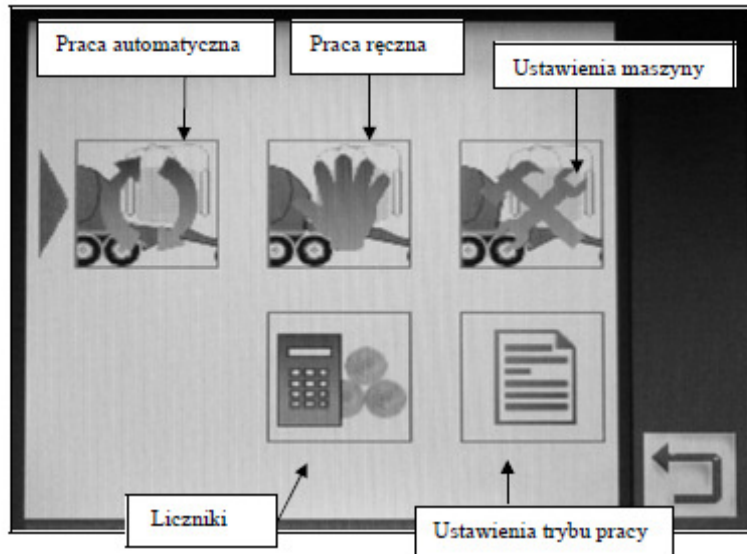 Praca automatyczna
Praca ręczna
Ustawienia maszyny
Liczniki
Ustawienia trybu pracy